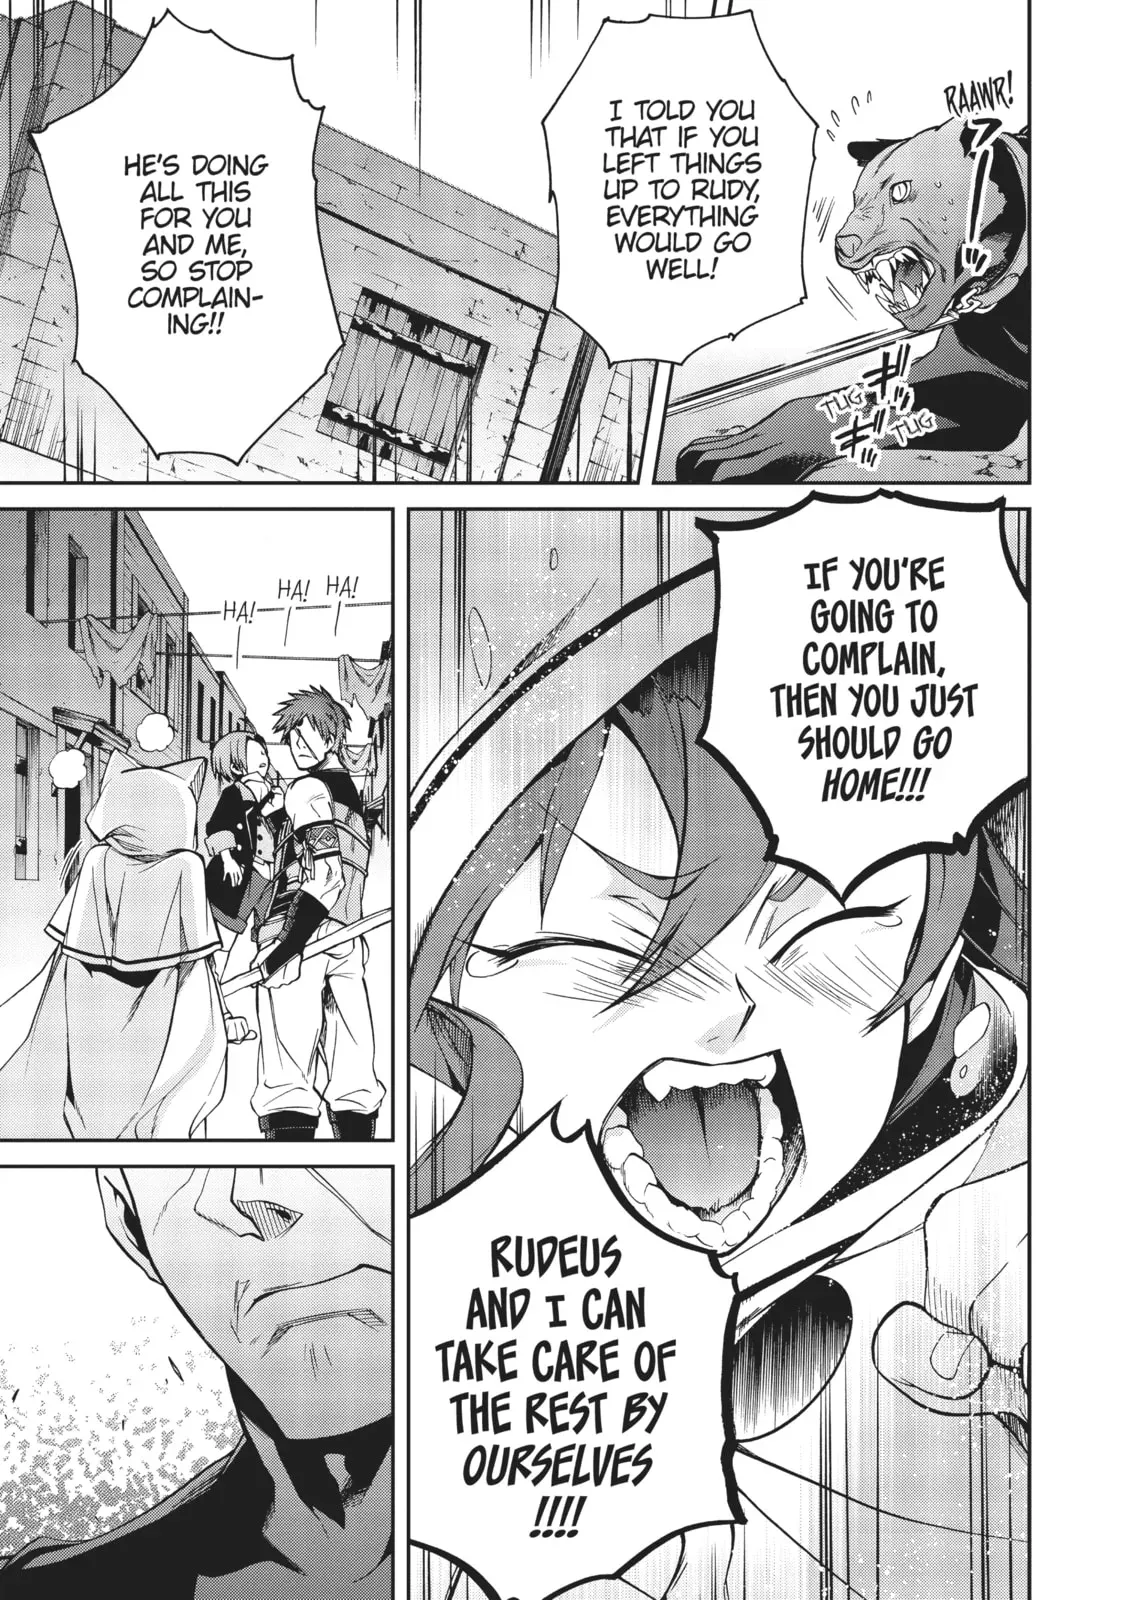 RAAWR!
I TOLD YOU
THAT IF YOU
LEFT THINGS
UP TO RUDY,
EVERYTHING
WOULD GO
WELL!
TUG
TUG
HE'S DOING
ALL THIS
FOR YOU
AND ME,
SO STOP
COMPLAIN-
ING!!
IF YOU'RE
GOING TO
COMPLAIN,
THEN YOU JUST
SHOULD GO
HOME!!!
RUDEUS
AND I CAN
TAKE CARE OF
THE REST BY
OURSELVES
!!!!
HA!
HA!
HA!